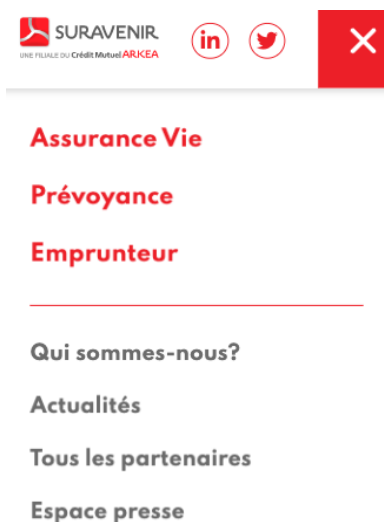 SURAVENIR
UNE FILIALE DU Crédit Mutuel ARKEA
in
Assurance Vie
Prévoyance
Emprunteur
Qui sommes-nous?
Actualités
Tous les partenaires
Espace presse